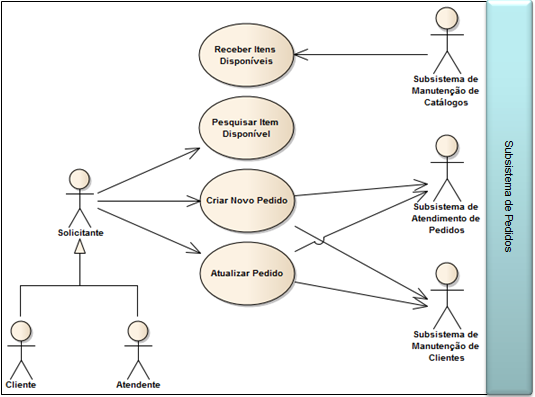 Receber Itens
Disponíveis
Subsistema de
Manutenção de
Catálogos
Pesquisar Item
Disponível
Solicitante
Criar Novo Pedido
Subsistema de
Atendimento de
Pedidos
Atualizar Pedido
Subsistema de
Manutenção de
Clientes
Cliente
Atendente
Subsistema de Pedidos